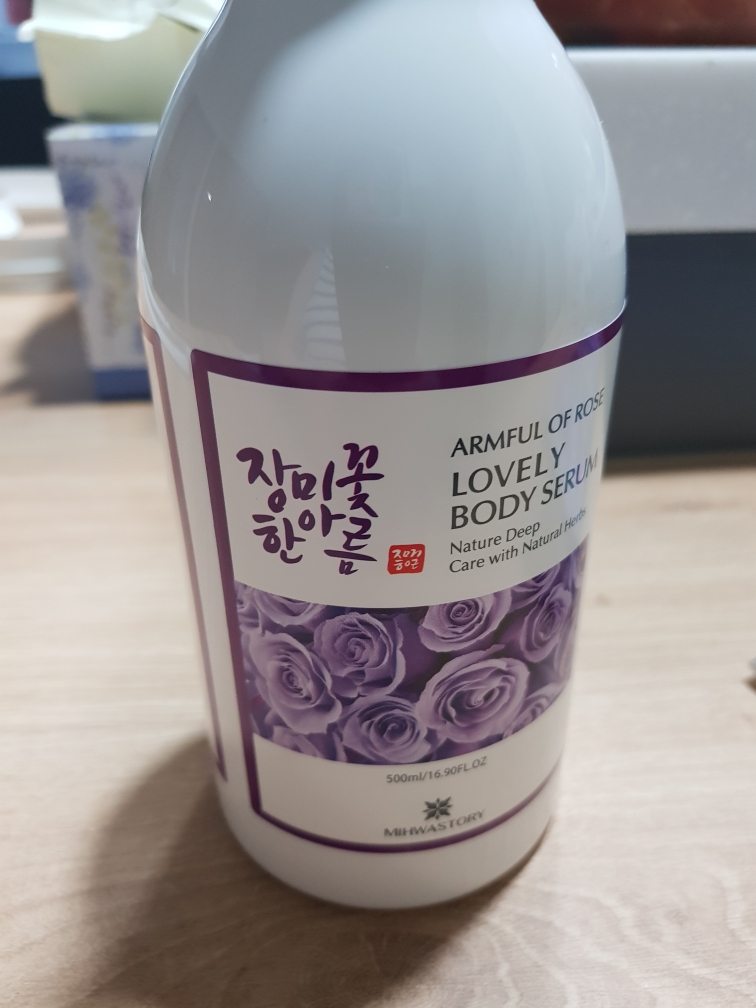 장미꽃
한아름
ARMFUL OF ROSE
LOVELY
BODY SERUM
Nature Deep
Care with Natural Herbs
500ml/16.90FL.OZ
MIHWASTORY